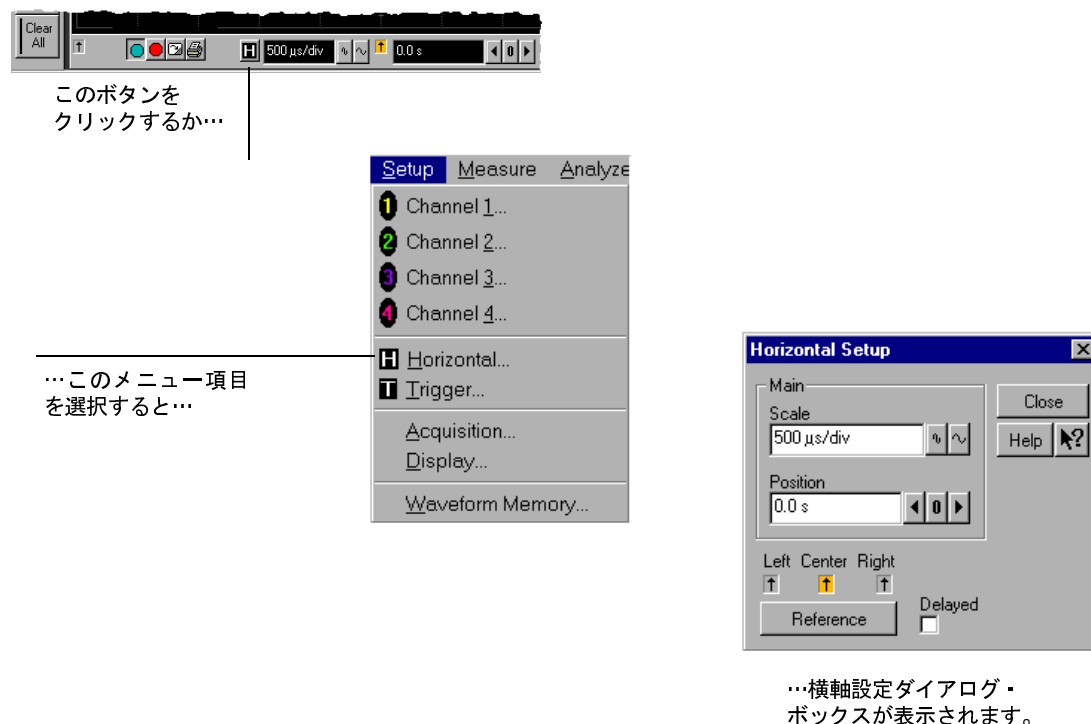 Clear
All
H 500 µs/div 0.0 s 0
このボタンを
クリックするか…
Setup Measure Analyze
1 Channel 1...
2 Channel 2...
3 Channel 3...
4 Channel 4...
H Horizontal...
T Trigger...
Acquisition...
Display...
Waveform Memory...
…このメニュー項目
を選択すると…
Horizontal Setup
Main
Scale
500 µs/div
Position
0.0 s 0
Close
Help ?
Left Center Right
Reference
Delayed
…横軸設定ダイアログ・
ボックスが表示されます。